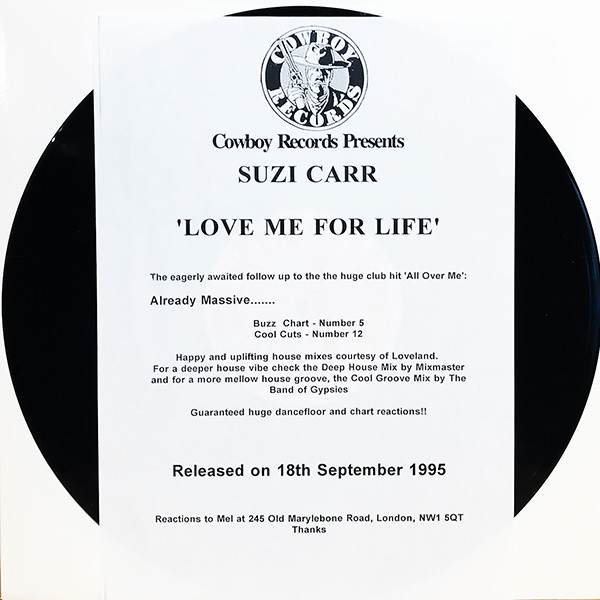 COWBOY
RECORDS
Cowboy Records Presents
SUZI CARR
'LOVE ME FOR LIFE'
The eagerly awaited follow up to the the huge club hit 'All Over Me':
Already Massive.......
Buzz Chart - Number 5
Cool Cuts - Number 12
Happy and uplifting house mixes courtesy of Loveland.
For a deeper house vibe check the Deep House Mix by Mixmaster
and for a more mellow house groove, the Cool Groove Mix by The
Band of Gypsies
Guaranteed huge dancefloor and chart reactions!!
Released on 18th September 1995
Reactions to Mel at 245 Old Marylebone Road, London, NW1 5QT
Thanks